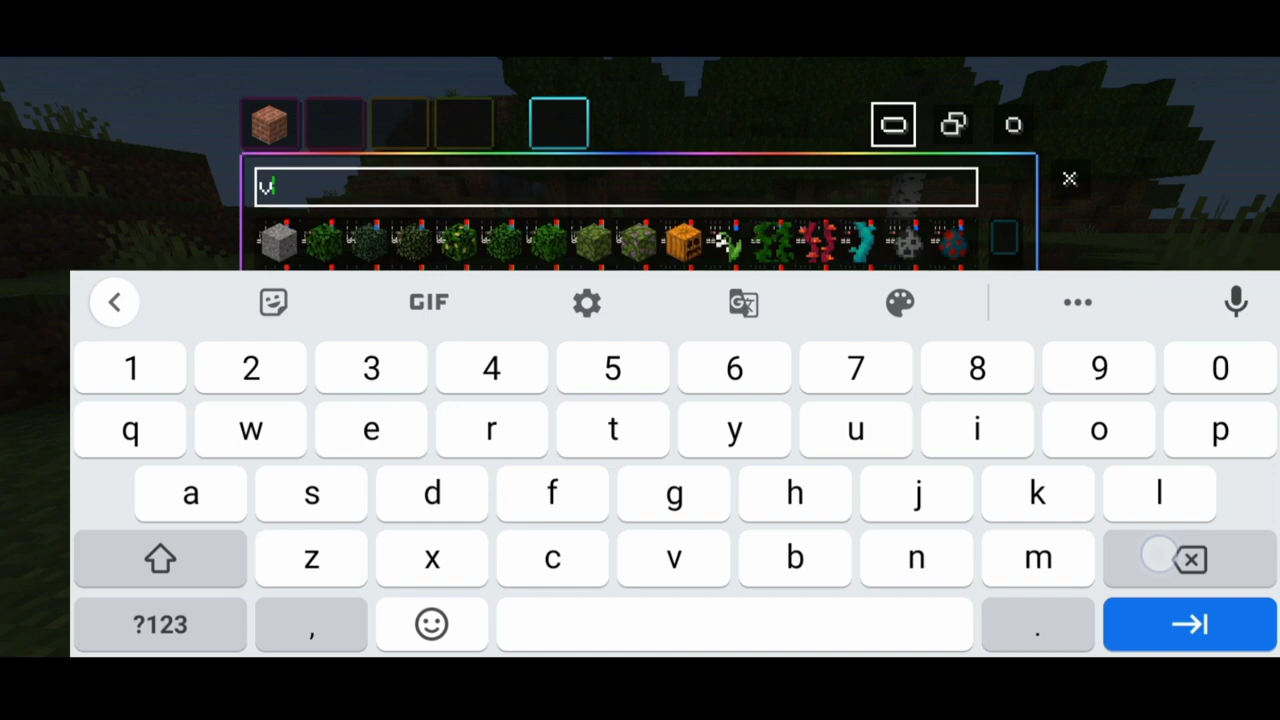 v
GIF
1 2 3 4 5 6 7 8 9 0
q w e r t y u i o p
a s d f g h j k l
z x c v b n m
?123 , .